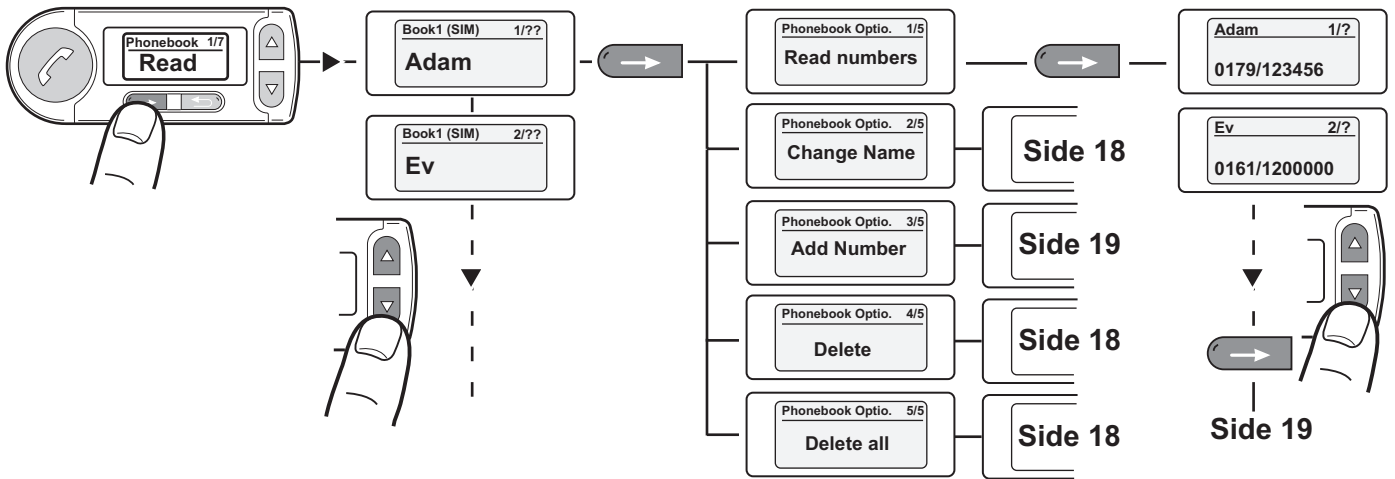 Phonebook 1/7
Read
Book1 (SIM) 1/??
Adam
Book1 (SIM) 2/??
Ev
Phonebook Optio. 1/5
Read numbers
Phonebook Optio. 2/5
Change Name
Side 18
Phonebook Optio. 3/5
Add Number
Side 19
Phonebook Optio. 4/5
Delete
Side 18
Phonebook Optio. 5/5
Delete all
Side 18
Adam 1/?
0179/123456
Ev 2/?
0161/1200000
Side 19